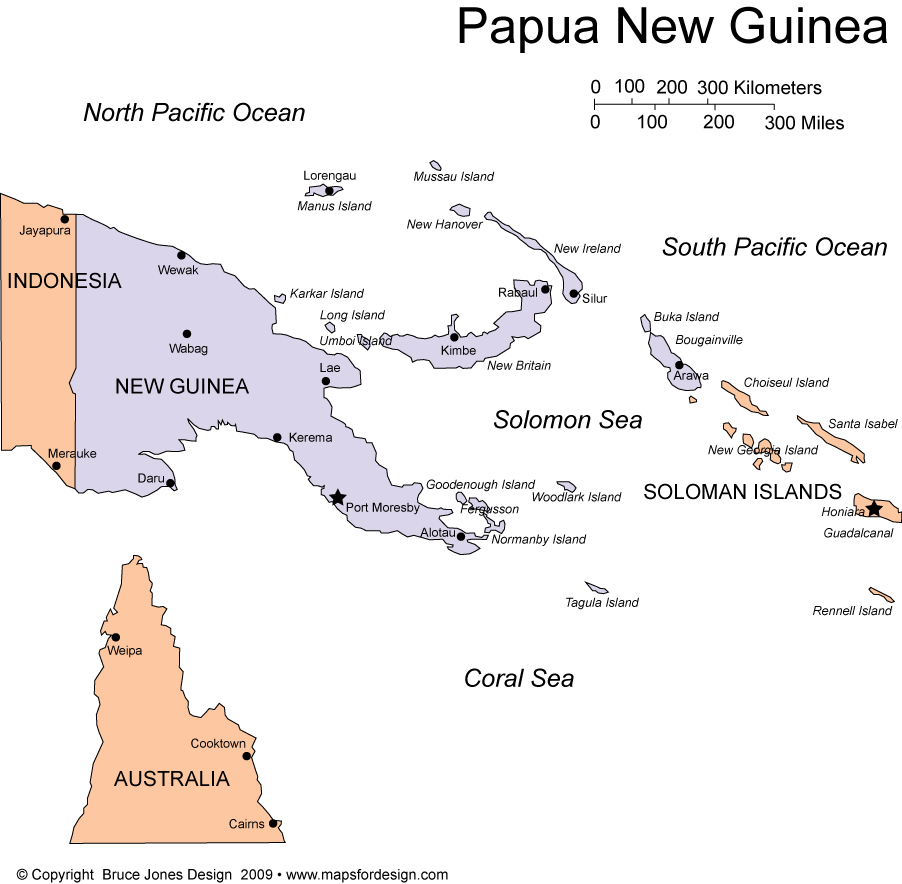 Papua New Guinea
0 100 200 300 Kilometers
0 100 200 300 Miles
North Pacific Ocean
Mussau Island
Lorengau
Manus Island
New Hanover
Jayapura
New Ireland
South Pacific Ocean
Wewak
INDONESIA
Karkar Island
Rabaul
Silur
Long Island
Buka Island
Umboi Island
Bougainville
Wabag
Kimbe
New Britain
Lae
Arawa
NEW GUINEA
Choiseul Island
Solomon Sea
Santa Isabel
Kerema
New Georgia Island
Merauke
Daru
Goodenough Island
Woodlark Island
SOLOMAN ISLANDS
Port Moresby
Fergusson
Honiara
Alotau
Normanby Island
Guadalcanal
Tagula Island
Rennell Island
Weipa
Coral Sea
Cooktown
AUSTRALIA
Cairns
© Copyright Bruce Jones Design 2009 • www.mapsfordesign.com